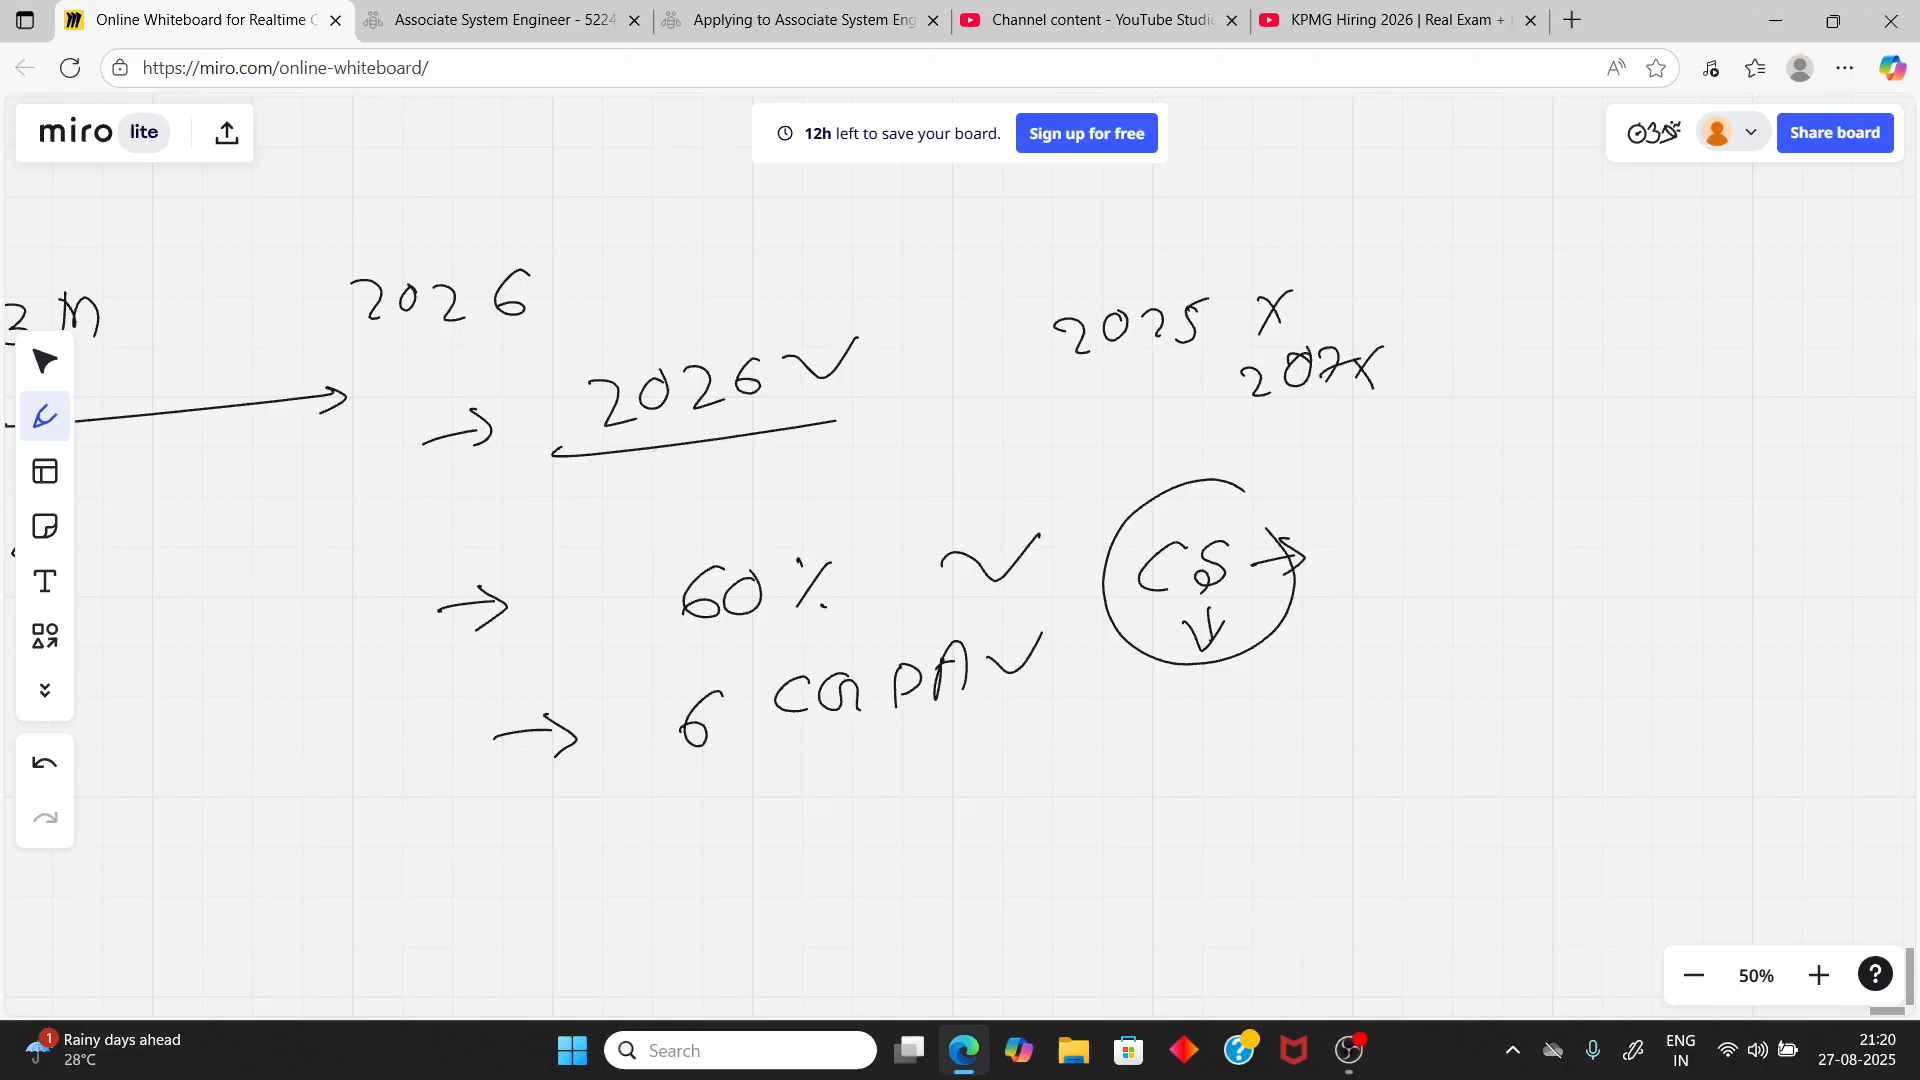 Online Whiteboard for Realtime C
Associate System Engineer - 5224
Applying to Associate System Eng
Channel content - YouTube Studio
KPMG Hiring 2026 | Real Exam +
https://miro.com/online-whiteboard/
miro lite
12h left to save your board.
Sign up for free
Share board
2 m
2026
2025 X
207X
→ 2026 ✓
→ 60% ✓
CS →
↓
→ 6 CGPA ✓
T
50%
?
1
Rainy days ahead
28°C
Search
ENG
IN
21:20
27-08-2025